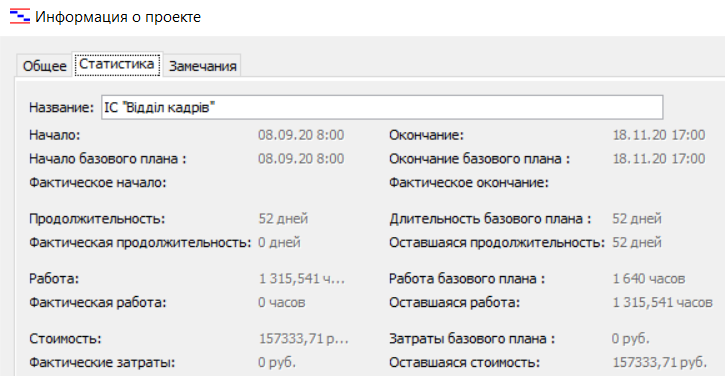 Информация о проекте
Общее Статистика Замечания
Название: ІС "Відділ кадрів"
Начало: 08.09.20 8:00 Окончание: 18.11.20 17:00
Начало базового плана : 08.09.20 8:00 Окончание базового плана : 18.11.20 17:00
Фактическое начало: Фактическое окончание:
Продолжительность: 52 дней Длительность базового плана : 52 дней
Фактическая продолжительность: 0 дней Оставшаяся продолжительность: 52 дней
Работа: 1 315,541 ч... Работа базового плана : 1 640 часов
Фактическая работа: 0 часов Оставшаяся работа: 1 315,541 часов
Стоимость: 157333,71 р... Затраты базового плана : 0 руб.
Фактические затраты: 0 руб. Оставшаяся стоимость: 157333,71 руб.